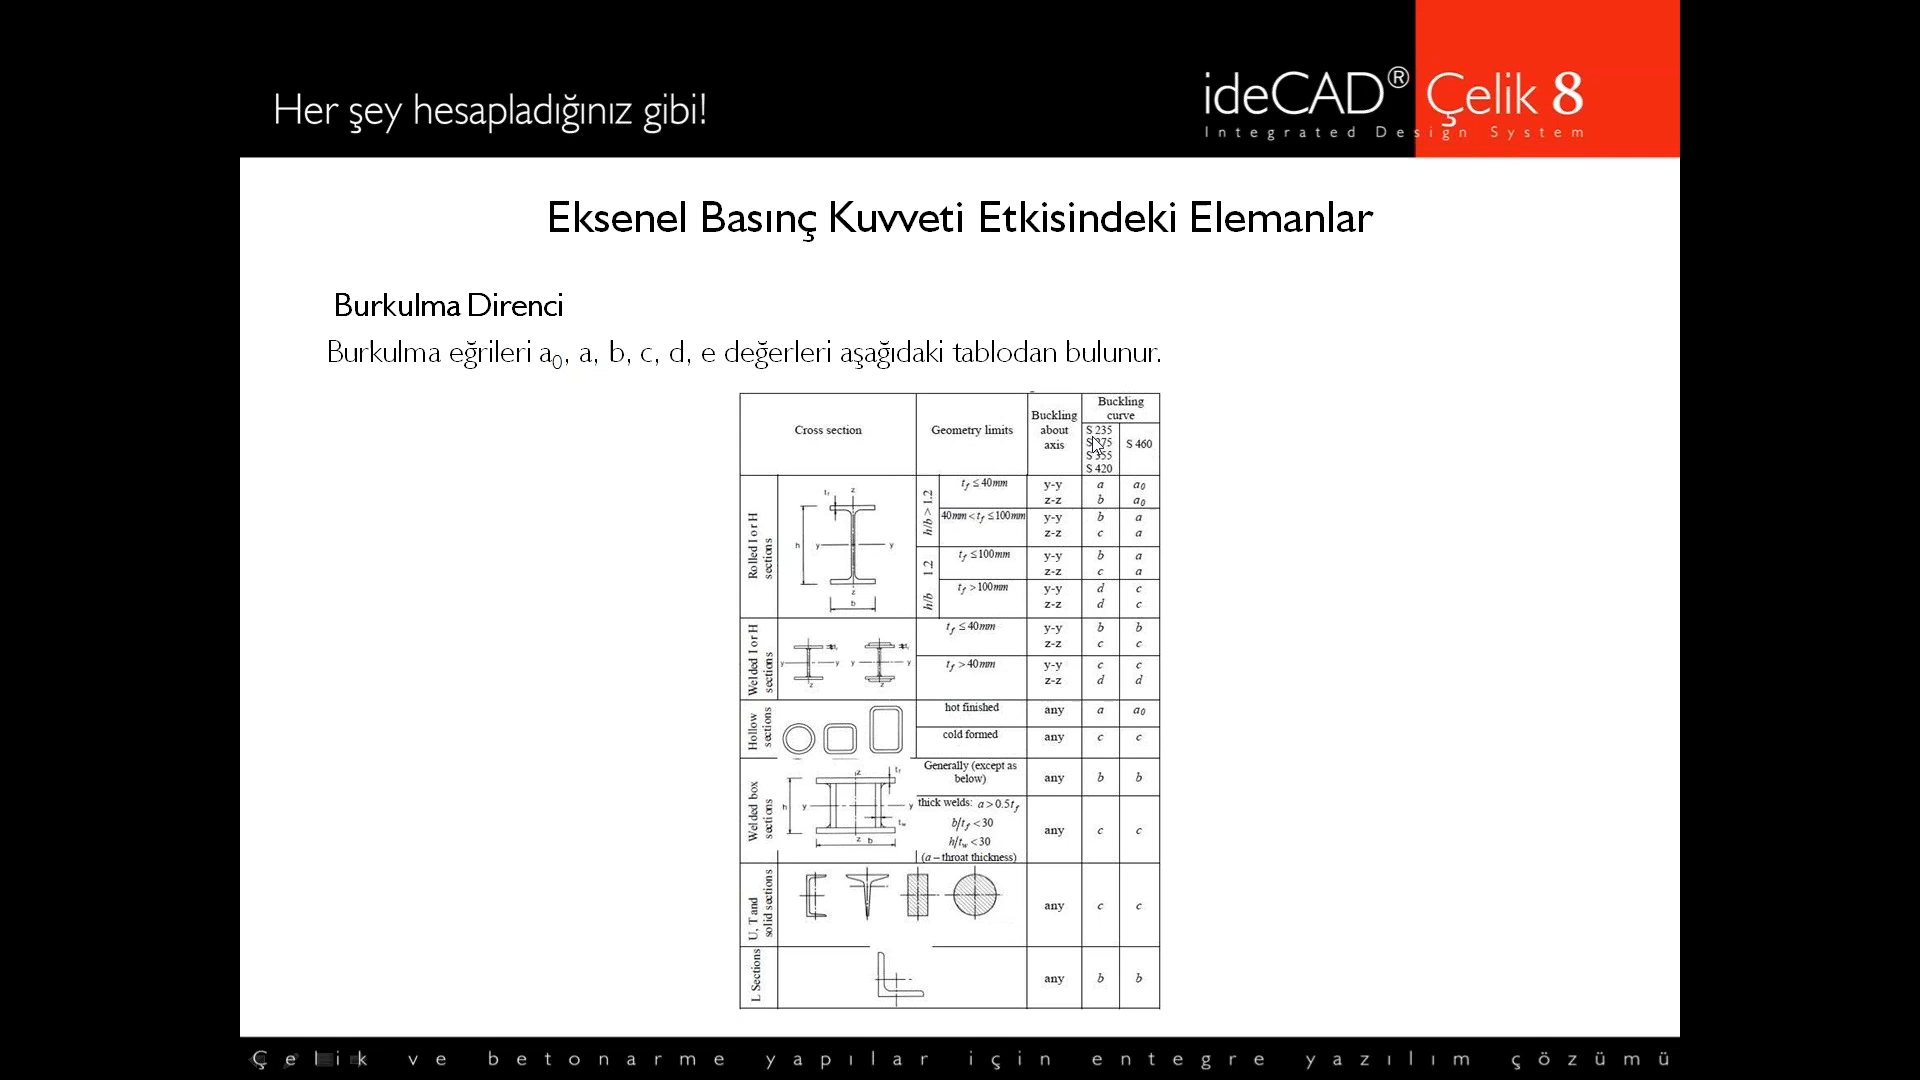 Her şey hesapladığınız gibi!
ideCAD® Çelik 8
Integrated Design System
Eksenel Basınç Kuvveti Etkisindeki Elemanlar
Burkulma Direnci
Burkulma eğrileri a0, a, b, c, d, e değerleri aşağıdaki tablodan bulunur.
Cross section
Geometry limits
Buckling about axis
Buckling curve
S 235
S 355
S 420
S 460
Rolled I or H sections
tf z
h y y
z
b
h/b > 1.2
tf ≤ 40mm y-y a a0
z-z b a0
40mm < tf ≤ 100mm y-y b a
z-z c a
h/b 1.2
tf ≤ 100mm y-y b a
z-z c a
tf > 100mm y-y d c
z-z d c
Welded I or H sections
y y y y
z z
tf ≤ 40mm y-y b b
z-z c c
tf > 40mm y-y c c
z-z d d
Hollow sections
hot finished any a a0
cold formed any c c
Welded box sections
z tf
h y y
tw
z b
Generally (except as below) any b b
thick welds: a > 0.5tf
b/tf < 30
h/tw < 30
(a – throat thickness)
any c c
U, T and solid sections
any c c
L Sections
any b b
Çelik ve betonarme yapılar için entegre yazılım çözümü